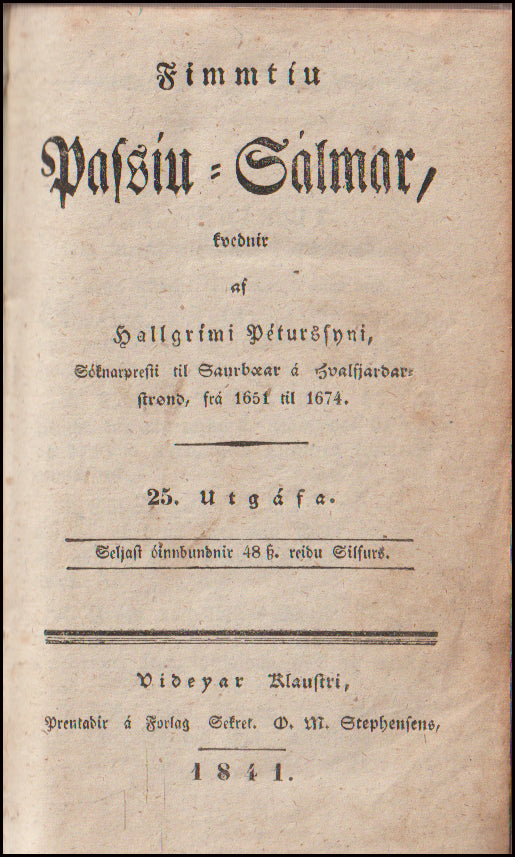 Fimmtíu
Passíu-Sálmar,
kvednir
af
Hallgrími Péturssyni,
Sóknarpresti til Saurbæar á Hvalfjardar-
strønd, frá 1651 til 1674.
25. Utgáfa.
Seljast óinnbundnir 48 ß. reidu Silfurs.
Videyar Klaustri,
Prentadir á Forlag Sekret. O. M. Stephensens,
1841.